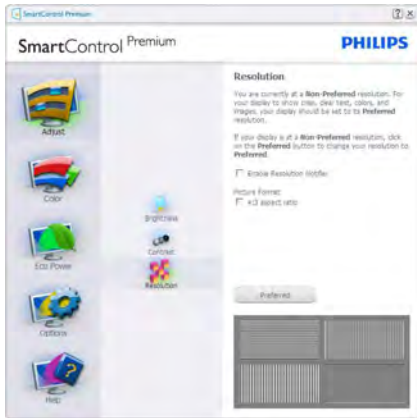 SmartControl Premium
SmartControl Premium
PHILIPS
Adjust
Color
Eco Power
Options
Help
Brightness
Contrast
Resolution
Resolution
You are currently at a Non-Preferred resolution. For
your display to show crisp, clear text, colors, and
images, your display should be set to its Preferred
resolution.
If your display is at a Non-Preferred resolution, click
on the Preferred button to change your resolution to
Preferred.
Enable Resolution Notifier
Picture Format
4:3 aspect ratio
Preferred